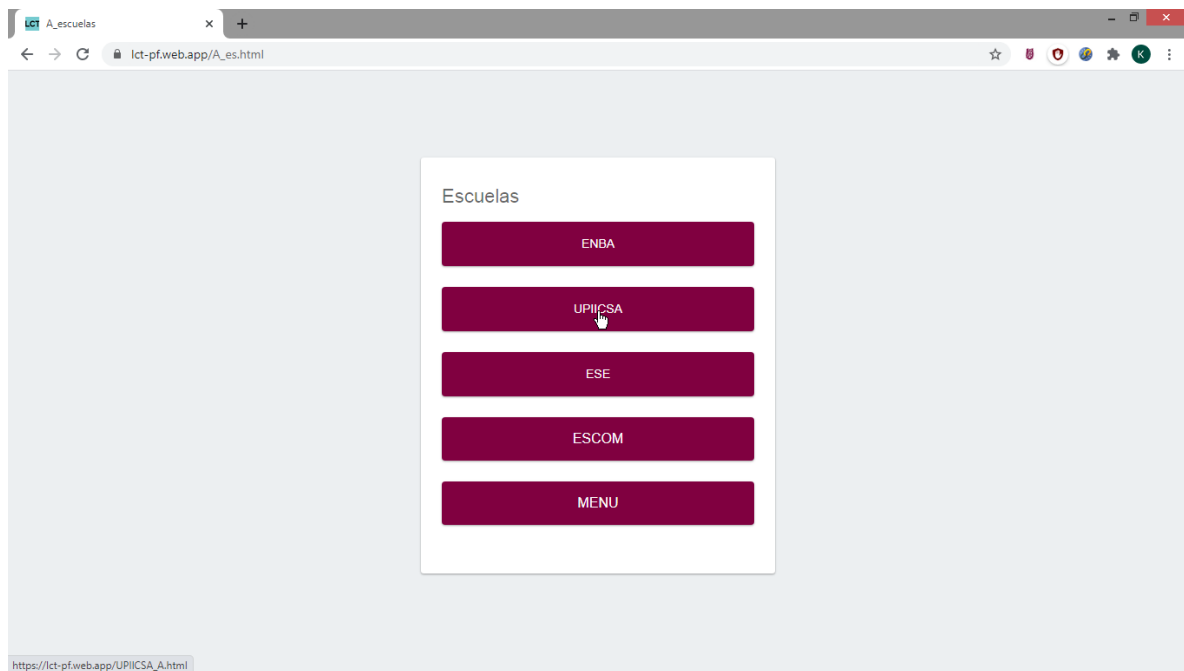 LCT A_escuelas
lct-pf.web.app/A_es.html
K
Escuelas
ENBA
UPIICSA
ESE
ESCOM
MENU
https://lct-pf.web.app/UPIICSA_A.html